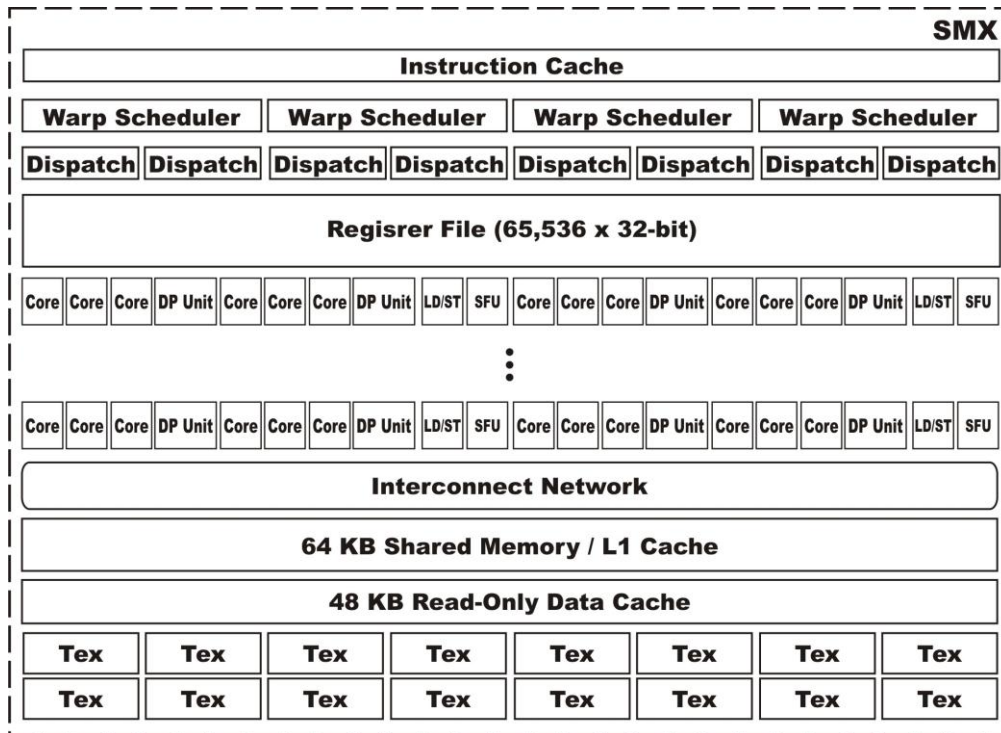 SMX
Instruction Cache
Warp Scheduler Warp Scheduler Warp Scheduler Warp Scheduler
Dispatch Dispatch Dispatch Dispatch Dispatch Dispatch Dispatch Dispatch
Regisrer File (65,536 x 32-bit)
Core Core Core DP Unit Core Core Core DP Unit LD/ST SFU Core Core Core DP Unit Core Core Core DP Unit LD/ST SFU
Core Core Core DP Unit Core Core Core DP Unit LD/ST SFU Core Core Core DP Unit Core Core Core DP Unit LD/ST SFU
Interconnect Network
64 KB Shared Memory / L1 Cache
48 KB Read-Only Data Cache
Tex Tex Tex Tex Tex Tex Tex Tex
Tex Tex Tex Tex Tex Tex Tex Tex